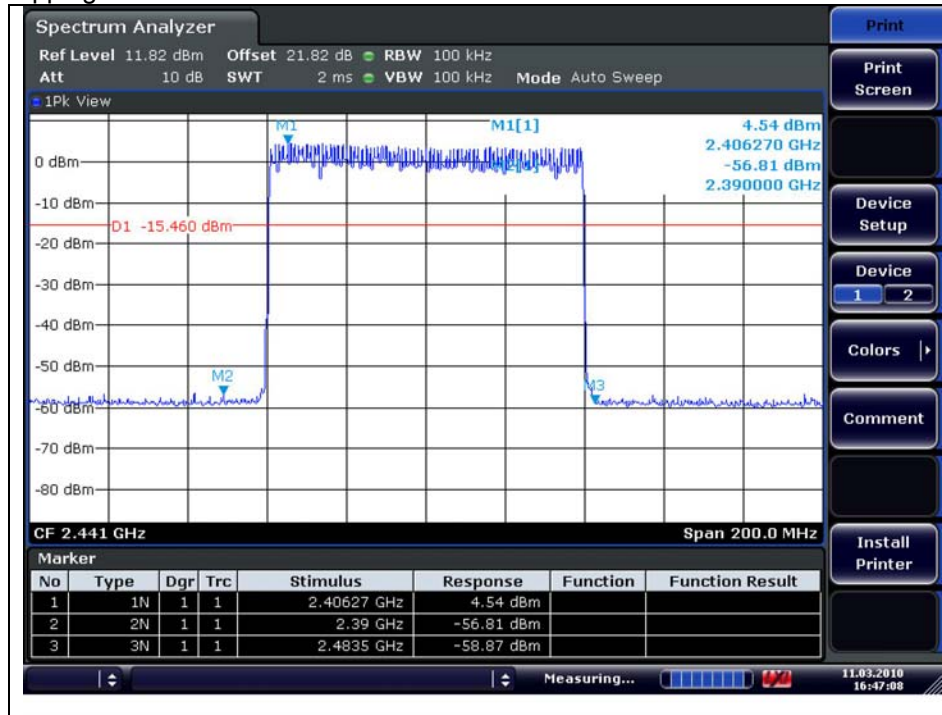 Spectrum Analyzer
Ref Level 11.82 dBm Offset 21.82 dB RBW 100 kHz
Att 10 dB SWT 2 ms VBW 100 kHz Mode Auto Sweep
1Pk View
M1
M1[1] 4.54 dBm
2.406270 GHz
-56.81 dBm
2.390000 GHz
0 dBm
-10 dBm
D1 -15.460 dBm
-20 dBm
-30 dBm
-40 dBm
-50 dBm
M2
M3
-60 dBm
-70 dBm
-80 dBm
CF 2.441 GHz Span 200.0 MHz
Marker
No Type Dgr Trc Stimulus Response Function Function Result
1 1N 1 1 2.40627 GHz 4.54 dBm
2 2N 1 1 2.39 GHz -56.81 dBm
3 3N 1 1 2.4835 GHz -58.87 dBm
Measuring...
11.03.2010
16:47:08
Print
Print
Screen
Device
Setup
Device
1 2
Colors
Comment
Install
Printer